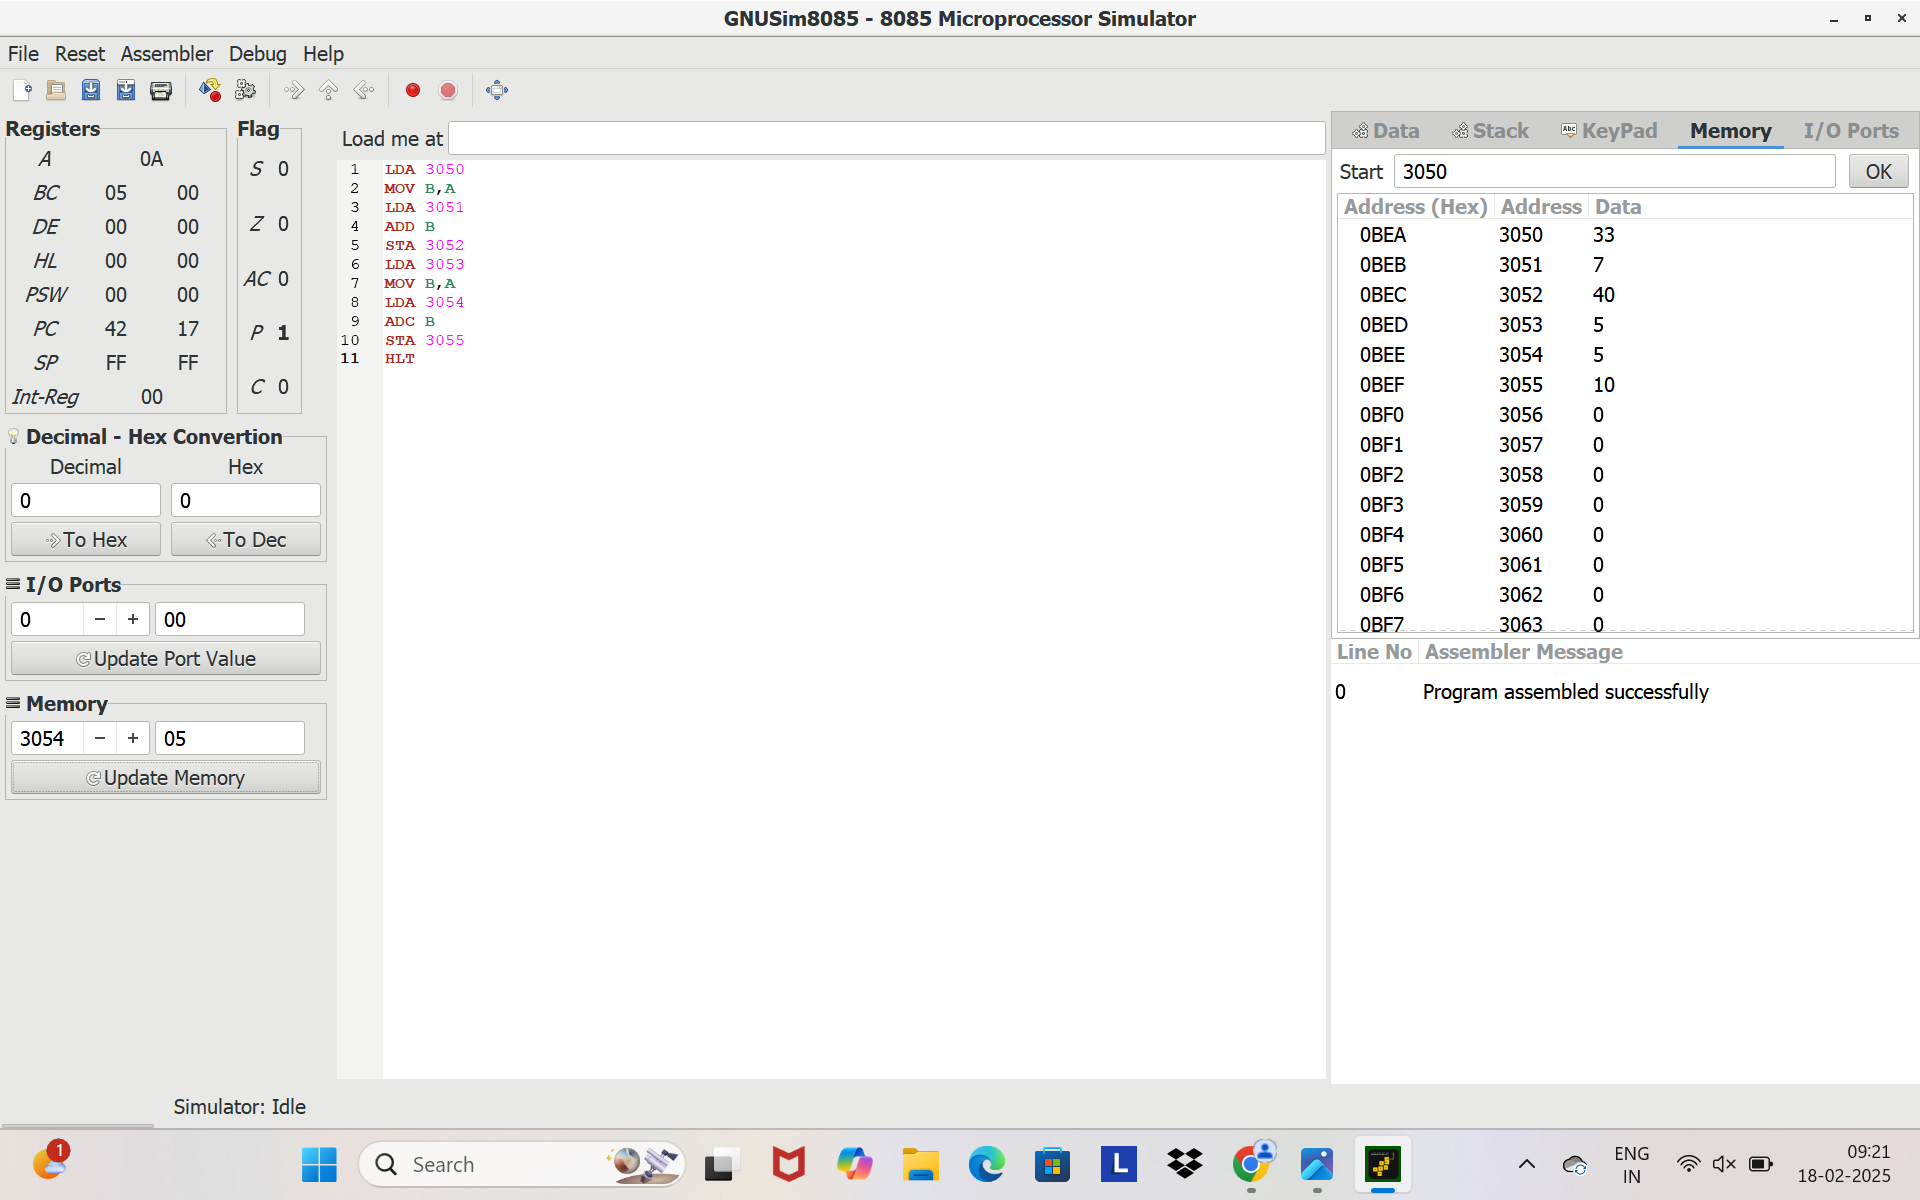 GNUSim8085 - 8085 Microprocessor Simulator
File Reset Assembler Debug Help
Registers
A 0A
BC 05 00
DE 00 00
HL 00 00
PSW 00 00
PC 42 17
SP FF FF
Int-Reg 00
Flag
S 0
Z 0
AC 0
P 1
C 0
Decimal - Hex Convertion
Decimal Hex
0 0
To Hex To Dec
I/O Ports
0 − + 00
Update Port Value
Memory
3054 − + 05
Update Memory
Load me at
1 LDA 3050
2 MOV B,A
3 LDA 3051
4 ADD B
5 STA 3052
6 LDA 3053
7 MOV B,A
8 LDA 3054
9 ADC B
10 STA 3055
11 HLT
Data Stack Abc KeyPad Memory I/O Ports
Start 3050 OK
Address (Hex) Address Data
0BEA 3050 33
0BEB 3051 7
0BEC 3052 40
0BED 3053 5
0BEE 3054 5
0BEF 3055 10
0BF0 3056 0
0BF1 3057 0
0BF2 3058 0
0BF3 3059 0
0BF4 3060 0
0BF5 3061 0
0BF6 3062 0
0BF7 3063 0
Line No Assembler Message
0 Program assembled successfully
Simulator: Idle
1
Search
L
ENG
IN
09:21
18-02-2025